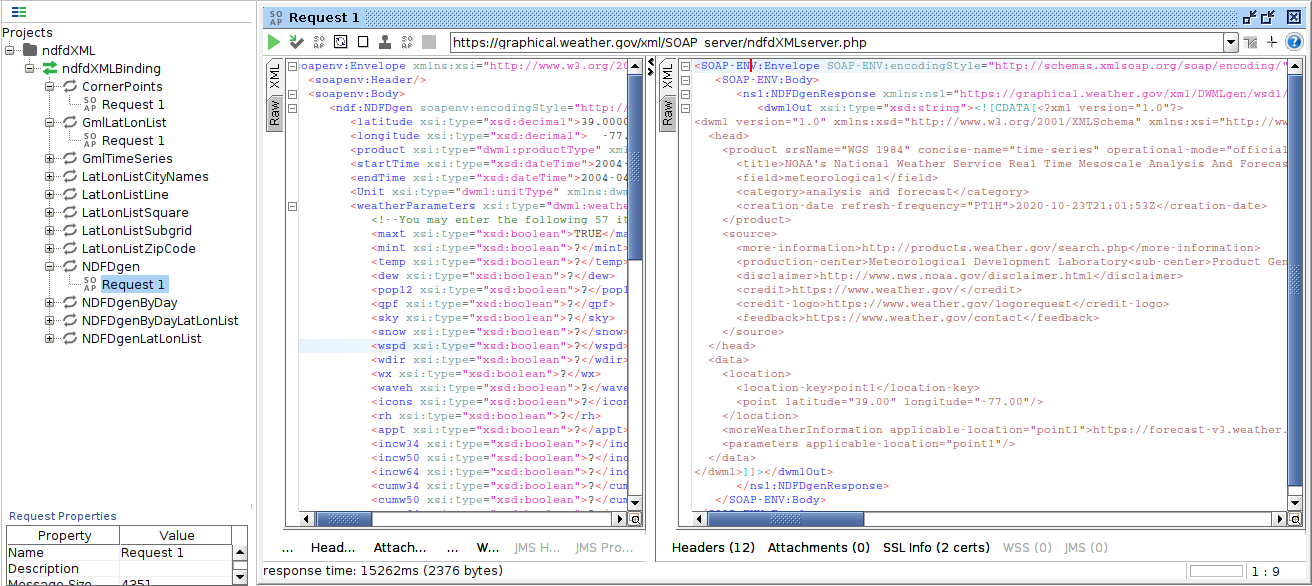 Projects
ndfdXML
ndfdXMLBinding
CornerPoints
SOAP Request 1
GmlLatLonList
SOAP Request 1
GmlTimeSeries
LatLonListCityNames
LatLonListLine
LatLonListSquare
LatLonListSubgrid
LatLonListZipCode
NDFDgen
SOAP Request 1
NDFDgenByDay
NDFDgenByDayLatLonList
NDFDgenLatLonList
Request Properties
Property Value
Name Request 1
Description
Message Size 4351
SOAP Request 1
https://graphical.weather.gov/xml/SOAP_server/ndfdXMLserver.php
XML
Raw
soapenv:Envelope xmlns:xsi="http://www.w3.org/200
<soapenv:Header/>
<soapenv:Body>
<ndf:NDFDgen soapenv:encodingStyle="http://
<latitude xsi:type="xsd:decimal">39.0000
<longitude xsi:type="xsd:decimal"> -77.
<product xsi:type="dwml:productType" xml
<startTime xsi:type="xsd:dateTime">2004-
<endTime xsi:type="xsd:dateTime">2004-04
<Unit xsi:type="dwml:unitType" xmlns:dwm
<weatherParameters xsi:type="dwml:weathe
<!--You may enter the following 57 it
<maxt xsi:type="xsd:boolean">TRUE</ma
<mint xsi:type="xsd:boolean">?</mint>
<temp xsi:type="xsd:boolean">?</temp>
<dew xsi:type="xsd:boolean">?</dew>
<pop12 xsi:type="xsd:boolean">?</pop1
<qpf xsi:type="xsd:boolean">?</qpf>
<sky xsi:type="xsd:boolean">?</sky>
<snow xsi:type="xsd:boolean">?</snow>
<wspd xsi:type="xsd:boolean">?</wspd>
<wdir xsi:type="xsd:boolean">?</wdir>
<wx xsi:type="xsd:boolean">?</wx>
<waveh xsi:type="xsd:boolean">?</wave
<icons xsi:type="xsd:boolean">?</icon
<rh xsi:type="xsd:boolean">?</rh>
<appt xsi:type="xsd:boolean">?</appt>
<incw34 xsi:type="xsd:boolean">?</inc
<incw50 xsi:type="xsd:boolean">?</inc
<incw64 xsi:type="xsd:boolean">?</inc
<cumw34 xsi:type="xsd:boolean">?</cum
<cumw50 xsi:type="xsd:boolean">?</cum
... Head... Attach... ... W... JMS H... JMS Pro...
XML
Raw
<SOAP-ENV:Envelope SOAP-ENV:encodingStyle="http://schemas.xmlsoap.org/soap/encoding/"
<SOAP-ENV:Body>
<ns1:NDFDgenResponse xmlns:ns1="https://graphical.weather.gov/xml/DWMLgen/wsdl/
<dwmlOut xsi:type="xsd:string"><![CDATA[<?xml version="1.0"?>
<dwml version="1.0" xmlns:xsd="http://www.w3.org/2001/XMLSchema" xmlns:xsi="http://ww
<head>
<product srsName="WGS 1984" concise-name="time-series" operational-mode="official
<title>NOAA's National Weather Service Real Time Mesoscale Analysis And Forecas
<field>meteorological</field>
<category>analysis and forecast</category>
<creation-date refresh-frequency="PT1H">2020-10-23T21:01:53Z</creation-date>
</product>
<source>
<more-information>http://products.weather.gov/search.php</more-information>
<production-center>Meteorological Development Laboratory<sub-center>Product Gen
<disclaimer>http://www.nws.noaa.gov/disclaimer.html</disclaimer>
<credit>https://www.weather.gov/</credit>
<credit-logo>https://www.weather.gov/logorequest</credit-logo>
<feedback>https://www.weather.gov/contact</feedback>
</source>
</head>
<data>
<location>
<location-key>point1</location-key>
<point latitude="39.00" longitude="-77.00"/>
</location>
<moreWeatherInformation applicable-location="point1">https://forecast-v3.weather.
<parameters applicable-location="point1"/>
</data>
</dwml>]]></dwmlOut>
</ns1:NDFDgenResponse>
</SOAP-ENV:Body>
Headers (12) Attachments (0) SSL Info (2 certs) WSS (0) JMS (0)
response time: 15262ms (2376 bytes)
1 : 9